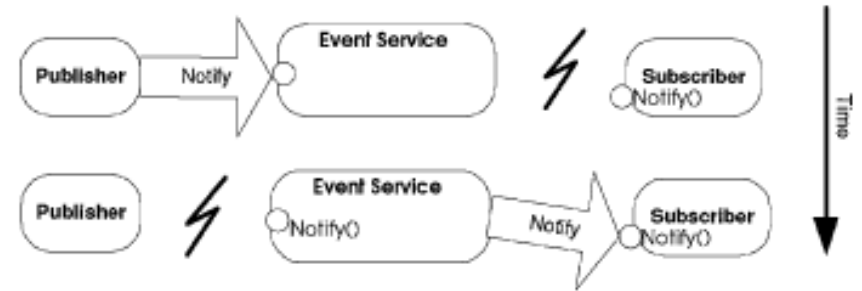 Event Service
Publisher
Notify
Subscriber
Notify()
Time
Event Service
Publisher
Notify()
Notify
Subscriber
Notify()